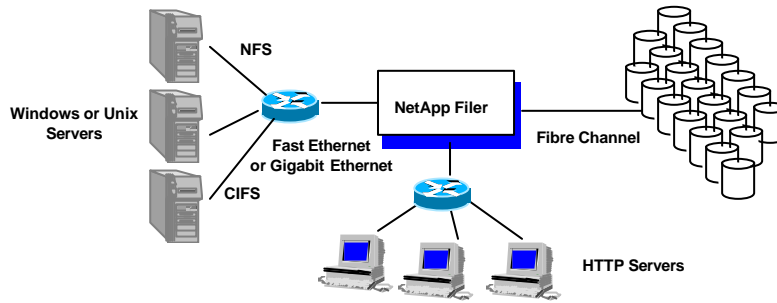 NFS
Windows or Unix
Servers
NetApp Filer
Fast Ethernet
or Gigabit Ethernet
Fibre Channel
CIFS
HTTP Servers